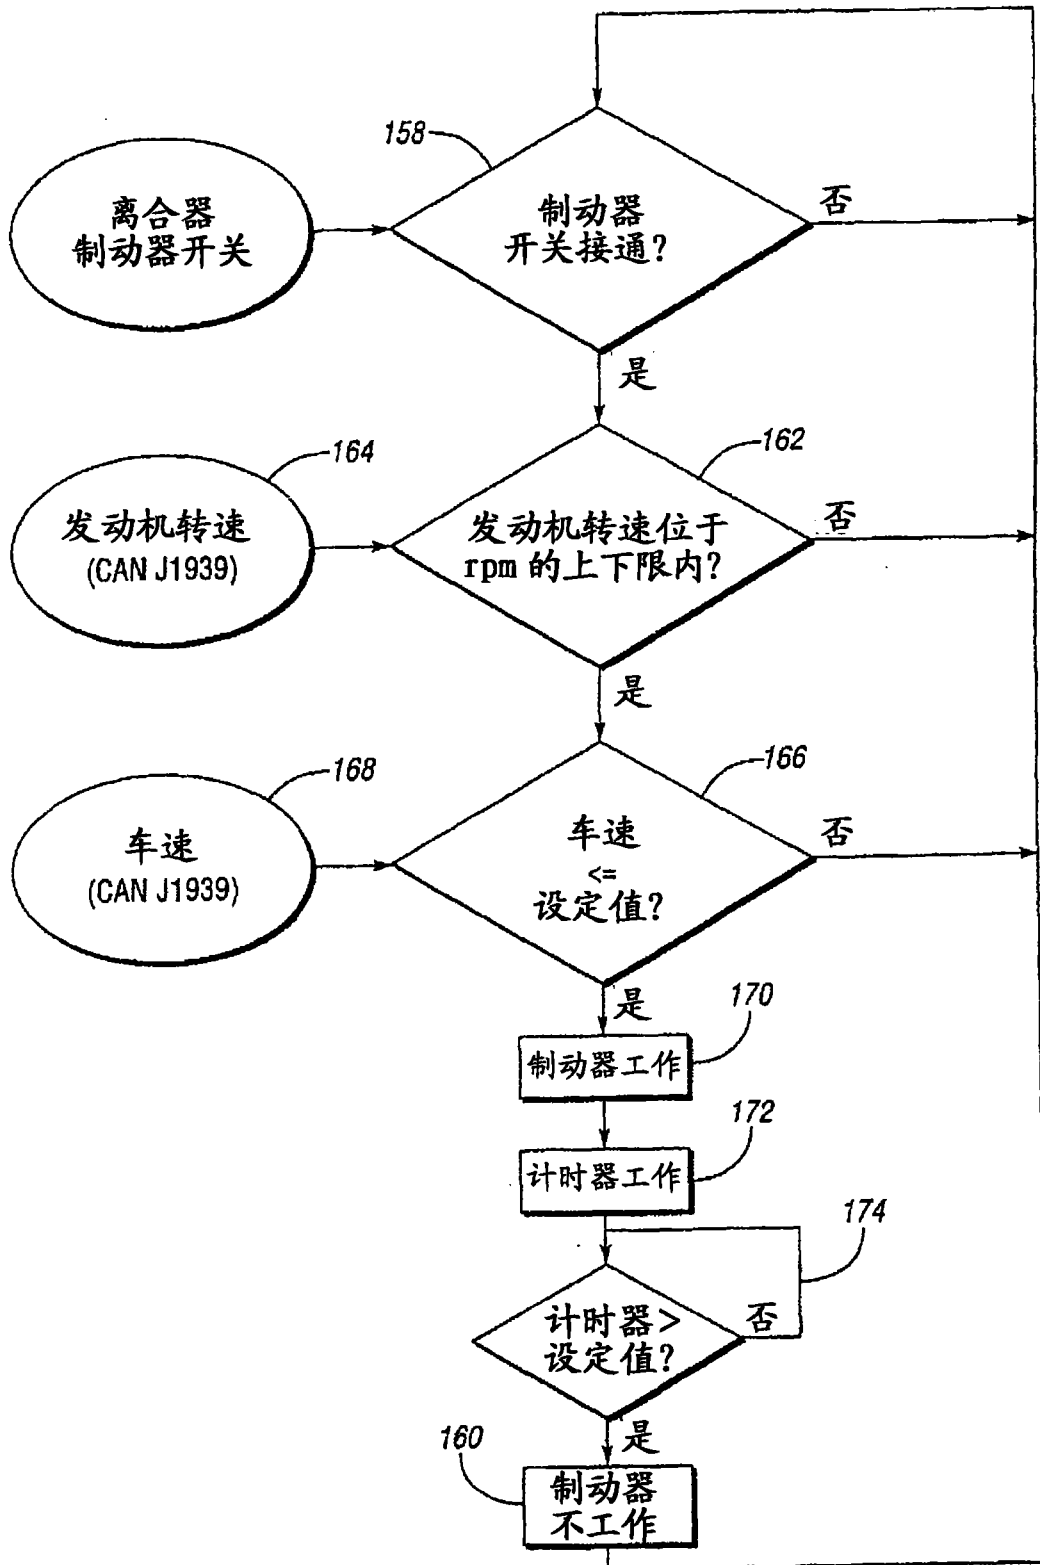 158
离合器
制动器开关
制动器
开关接通?
否
是
164
发动机转速
(CAN J1939)
162
发动机转速位于
rpm 的上下限内?
否
是
168
车速
(CAN J1939)
166
车速
<=
设定值?
否
是
170
制动器工作
172
计时器工作
174
计时器>
设定值?
否
是
160
制动器
不工作